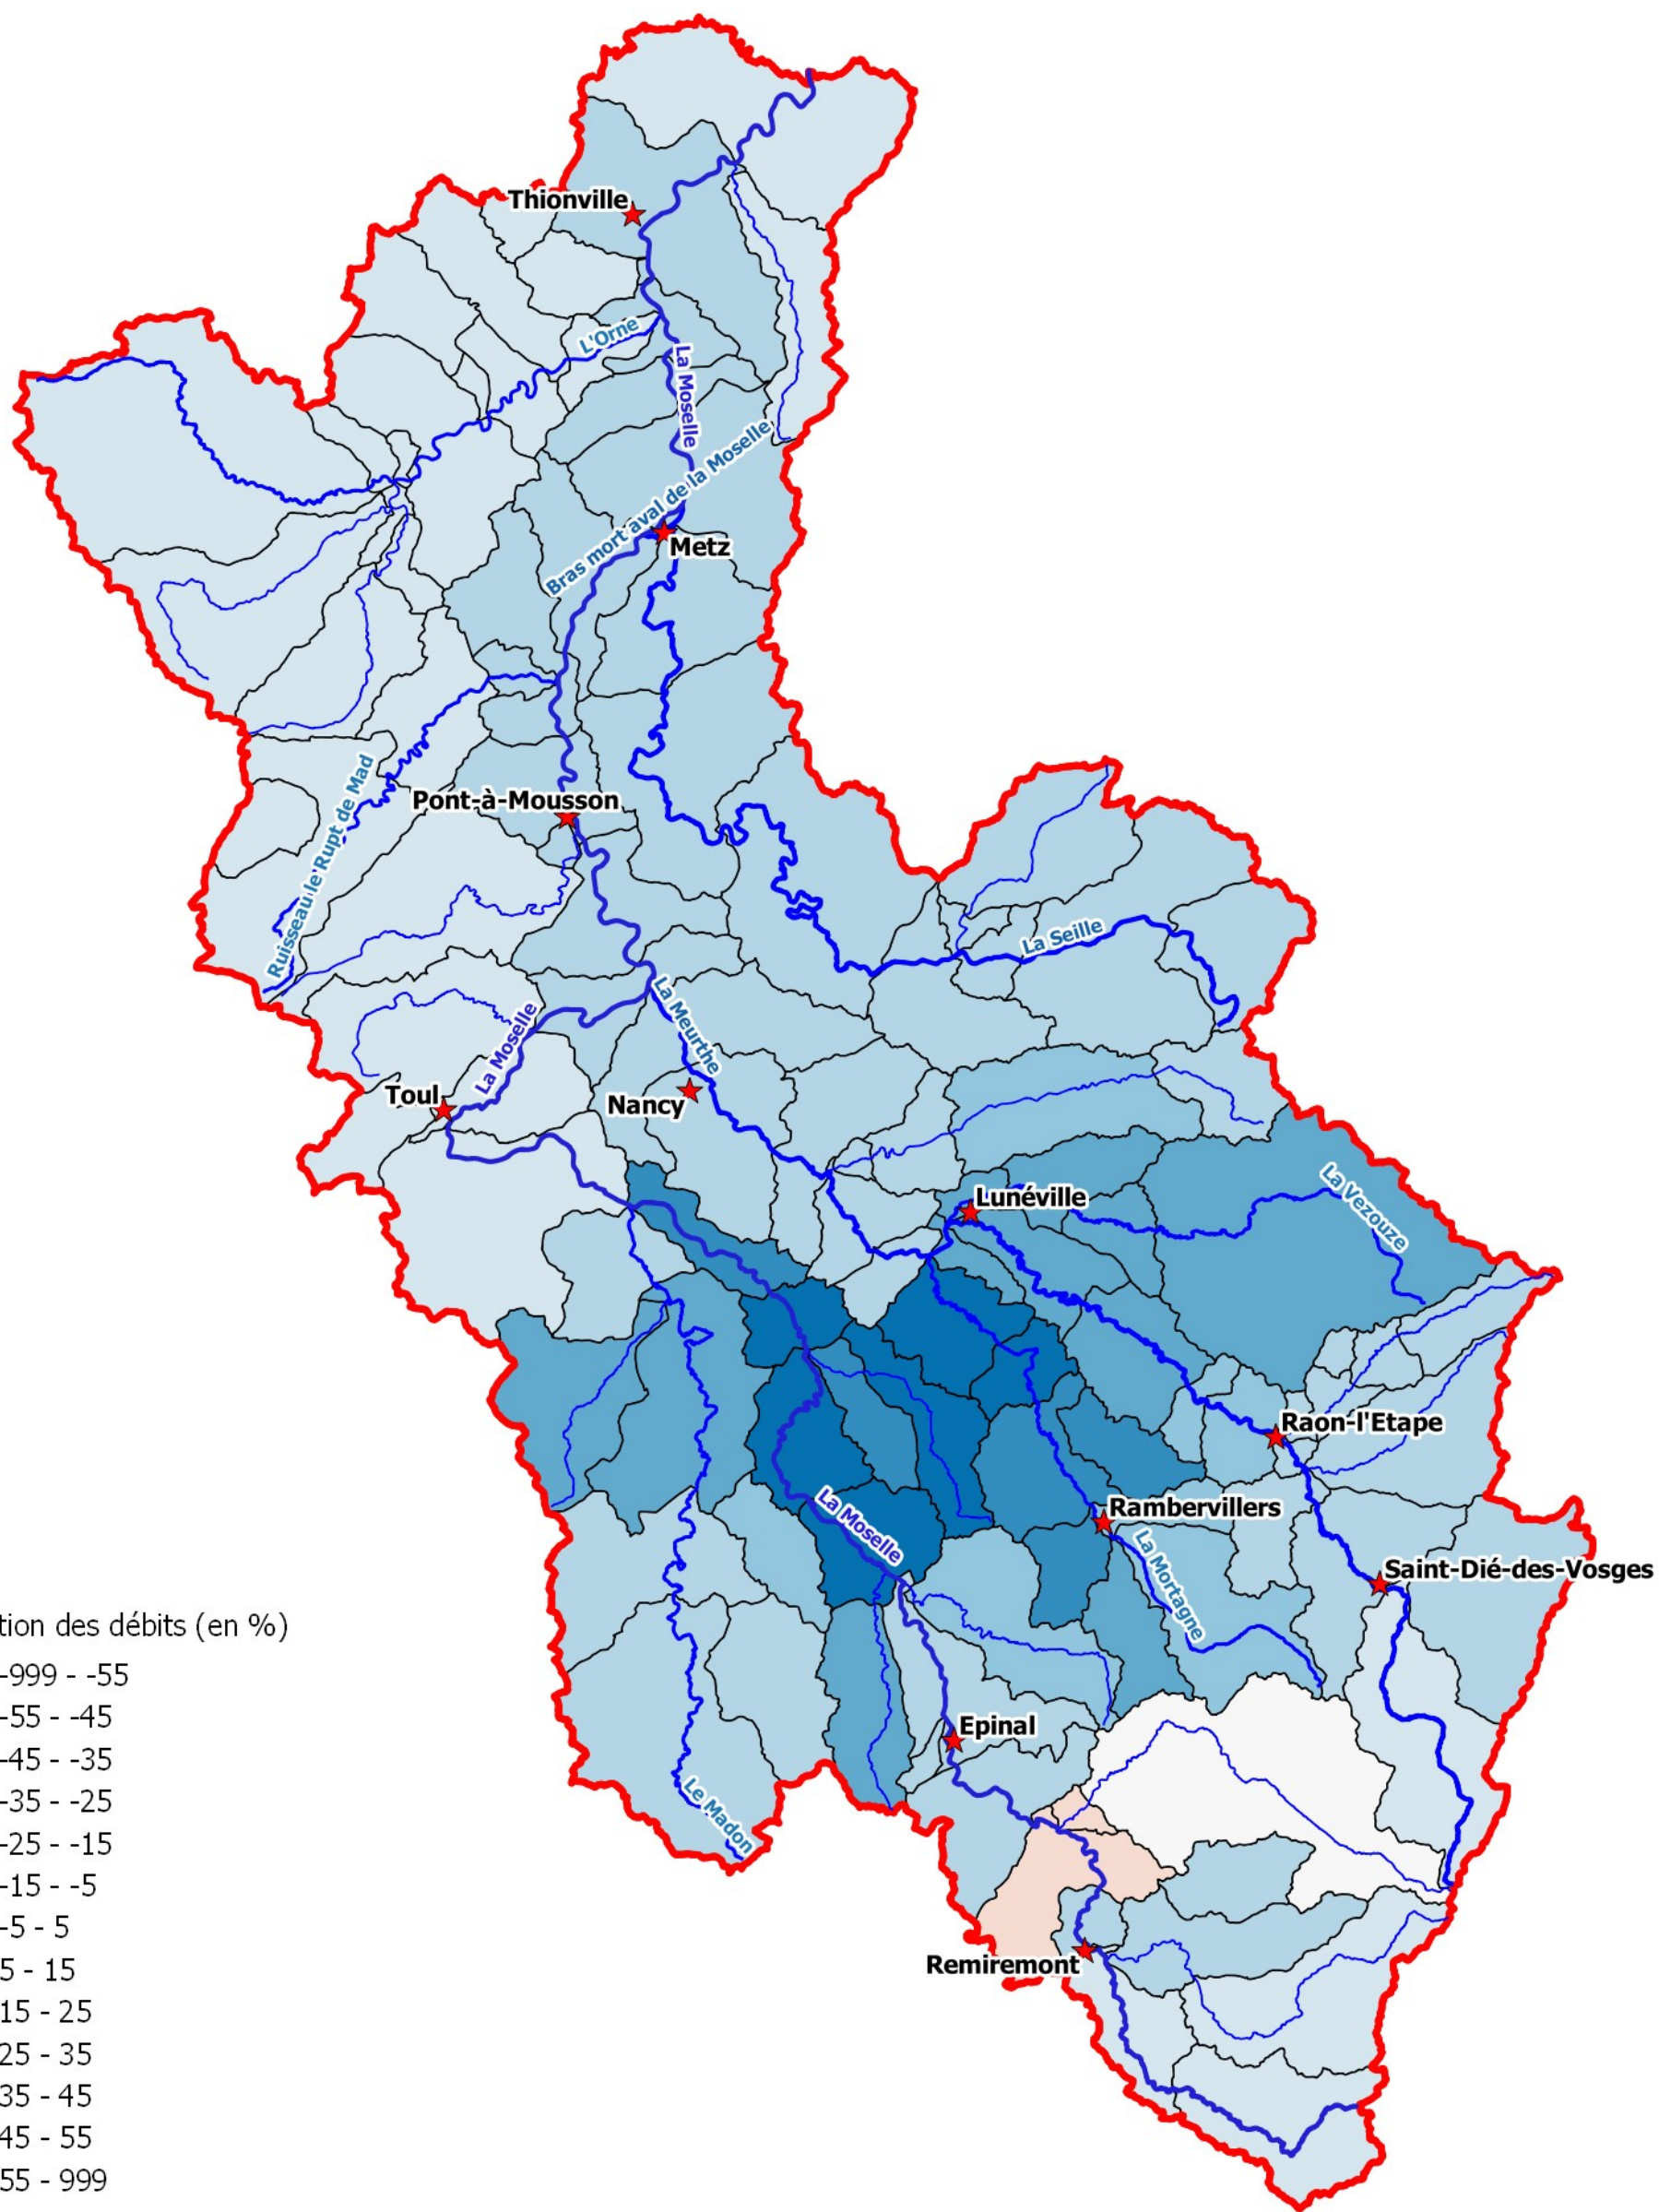 Thionville
L'Orne
La Moselle
Bras mort aval de la Moselle
Metz
Ruisseau le Rupt de Mad
Pont-à-Mousson
La Seille
La Moselle
La Meurthe
Toul
Nancy
Lunéville
La Vezouze
Raon-l'Etape
Rambervillers
La Moselle
La Mortagne
Saint-Dié-des-Vosges
Epinal
Le Madon
Remiremont
tion des débits (en %)
-999 - -55
-55 - -45
-45 - -35
-35 - -25
-25 - -15
-15 - -5
-5 - 5
5 - 15
15 - 25
25 - 35
35 - 45
45 - 55
55 - 999